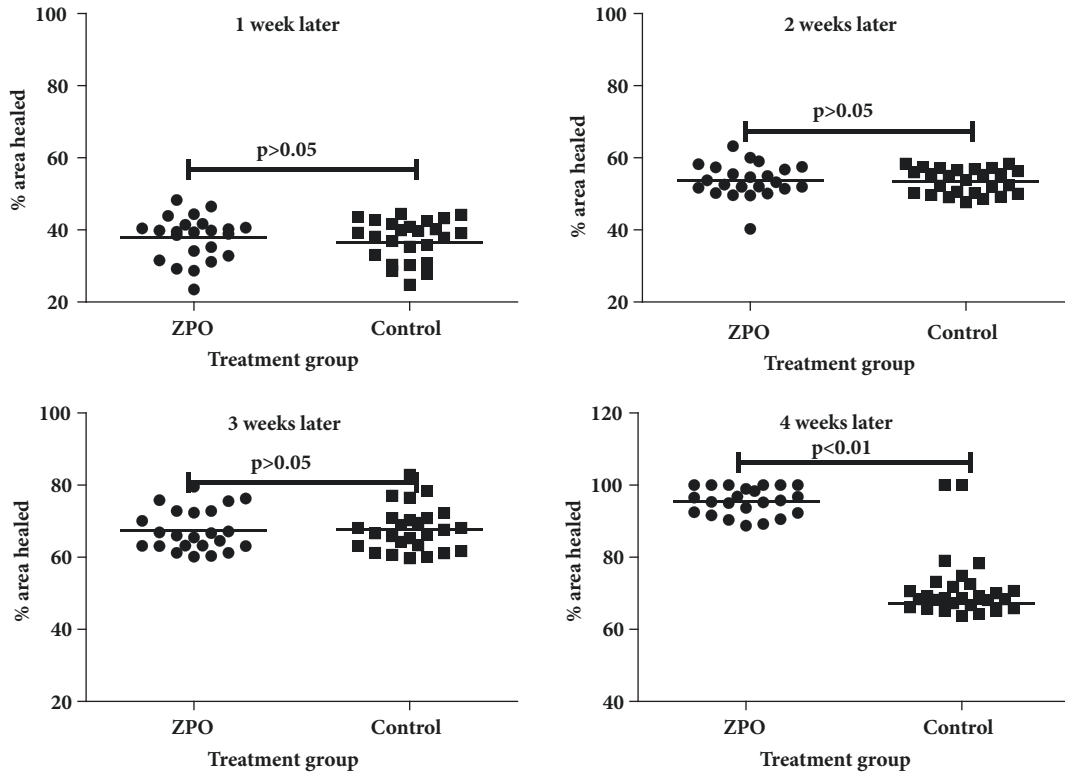 1 week later
100
80
60
40
20
% area healed
p>0.05
ZPO
Control
Treatment group
2 weeks later
100
80
60
40
20
% area healed
p>0.05
ZPO
Control
Treatment group
3 weeks later
100
80
60
40
20
% area healed
p>0.05
ZPO
Control
Treatment group
4 weeks later
120
100
80
60
40
% area healed
p<0.01
ZPO
Control
Treatment group